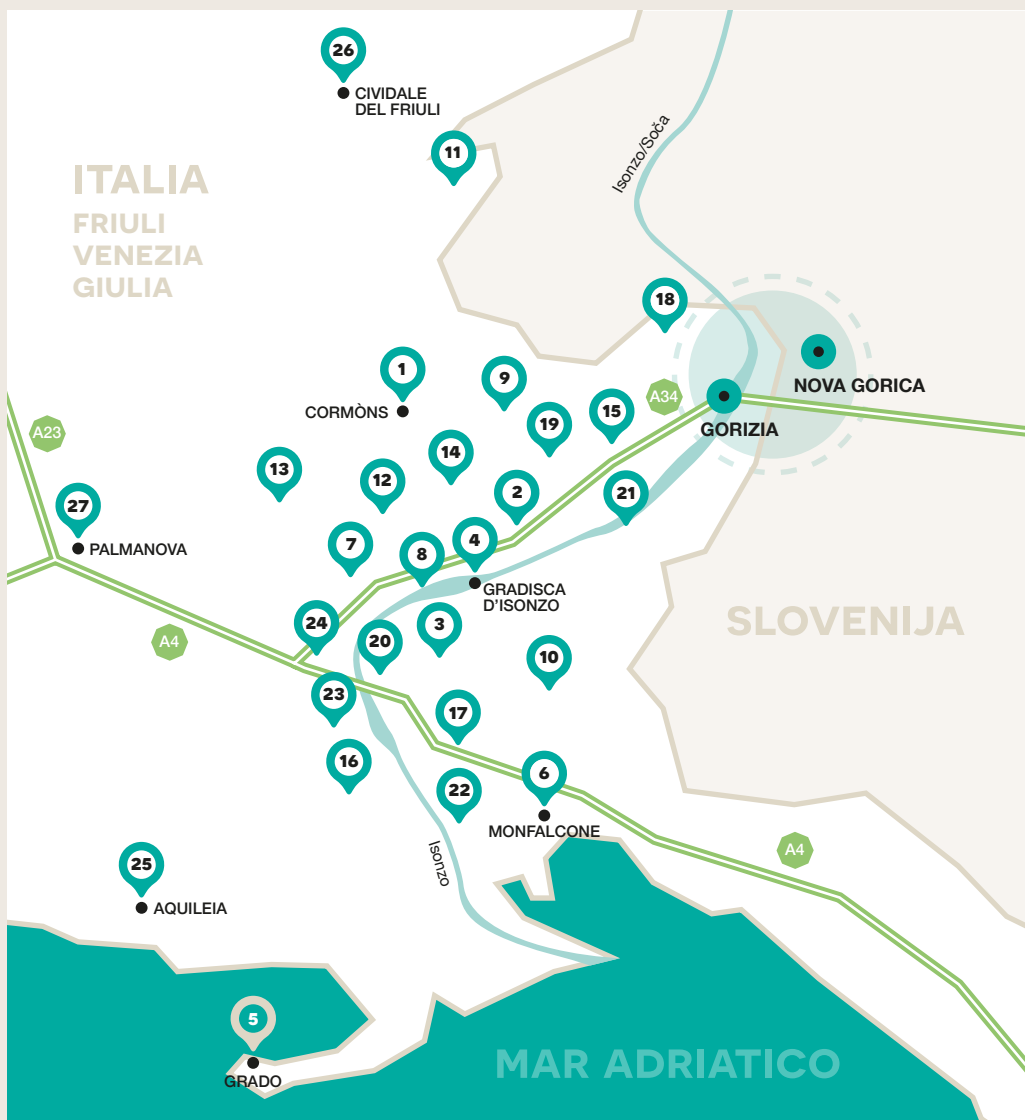 26
CIVIDALE
DEL FRIULI
11
Isonzo/Soča
ITALIA
FRIULI
VENEZIA
GIULIA
18
1
CORMÒNS
9
NOVA GORICA
A34
15
GORIZIA
19
A23
14
13
12
2
21
27
PALMANOVA
7
8
4
GRADISCA
D'ISONZO
24
3
SLOVENIJA
A4
20
10
23
17
16
6
22
MONFALCONE
Isonzo
A4
25
AQUILEIA
5
GRADO
MAR ADRIATICO